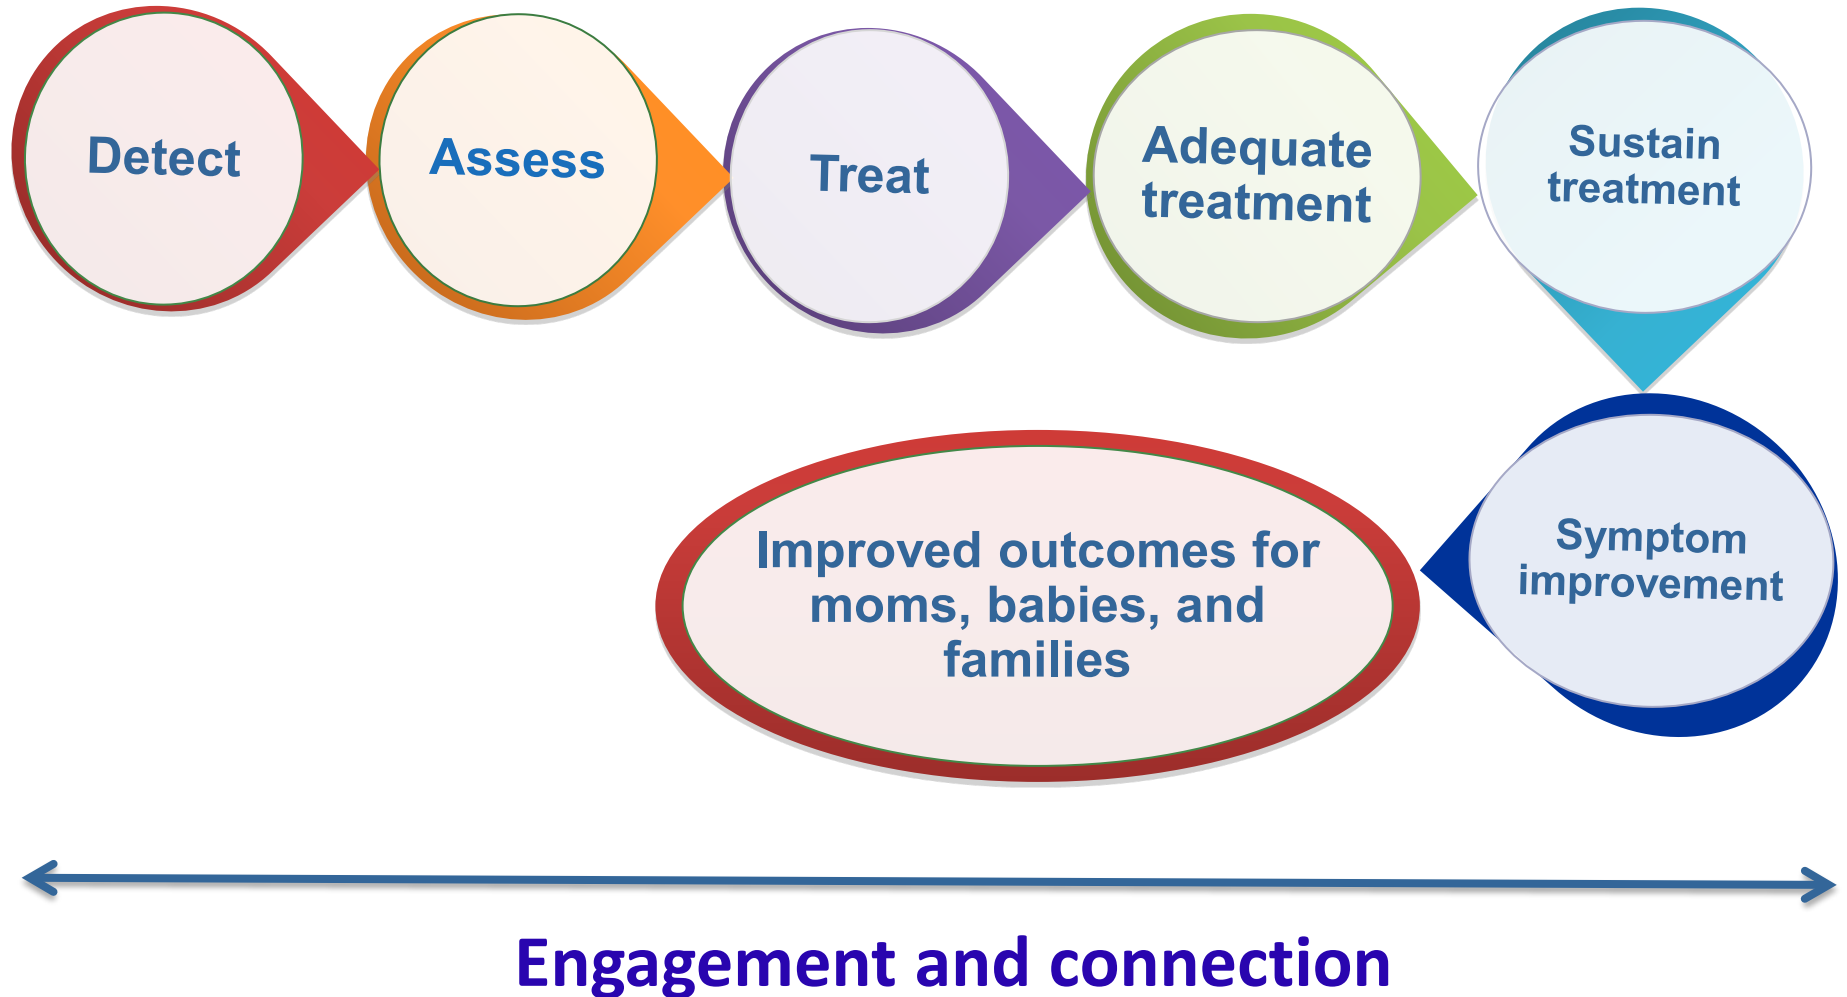 Detect
Assess
Treat
Adequate
treatment
Sustain
treatment
Symptom
improvement
Improved outcomes for
moms, babies, and
families
Engagement and connection